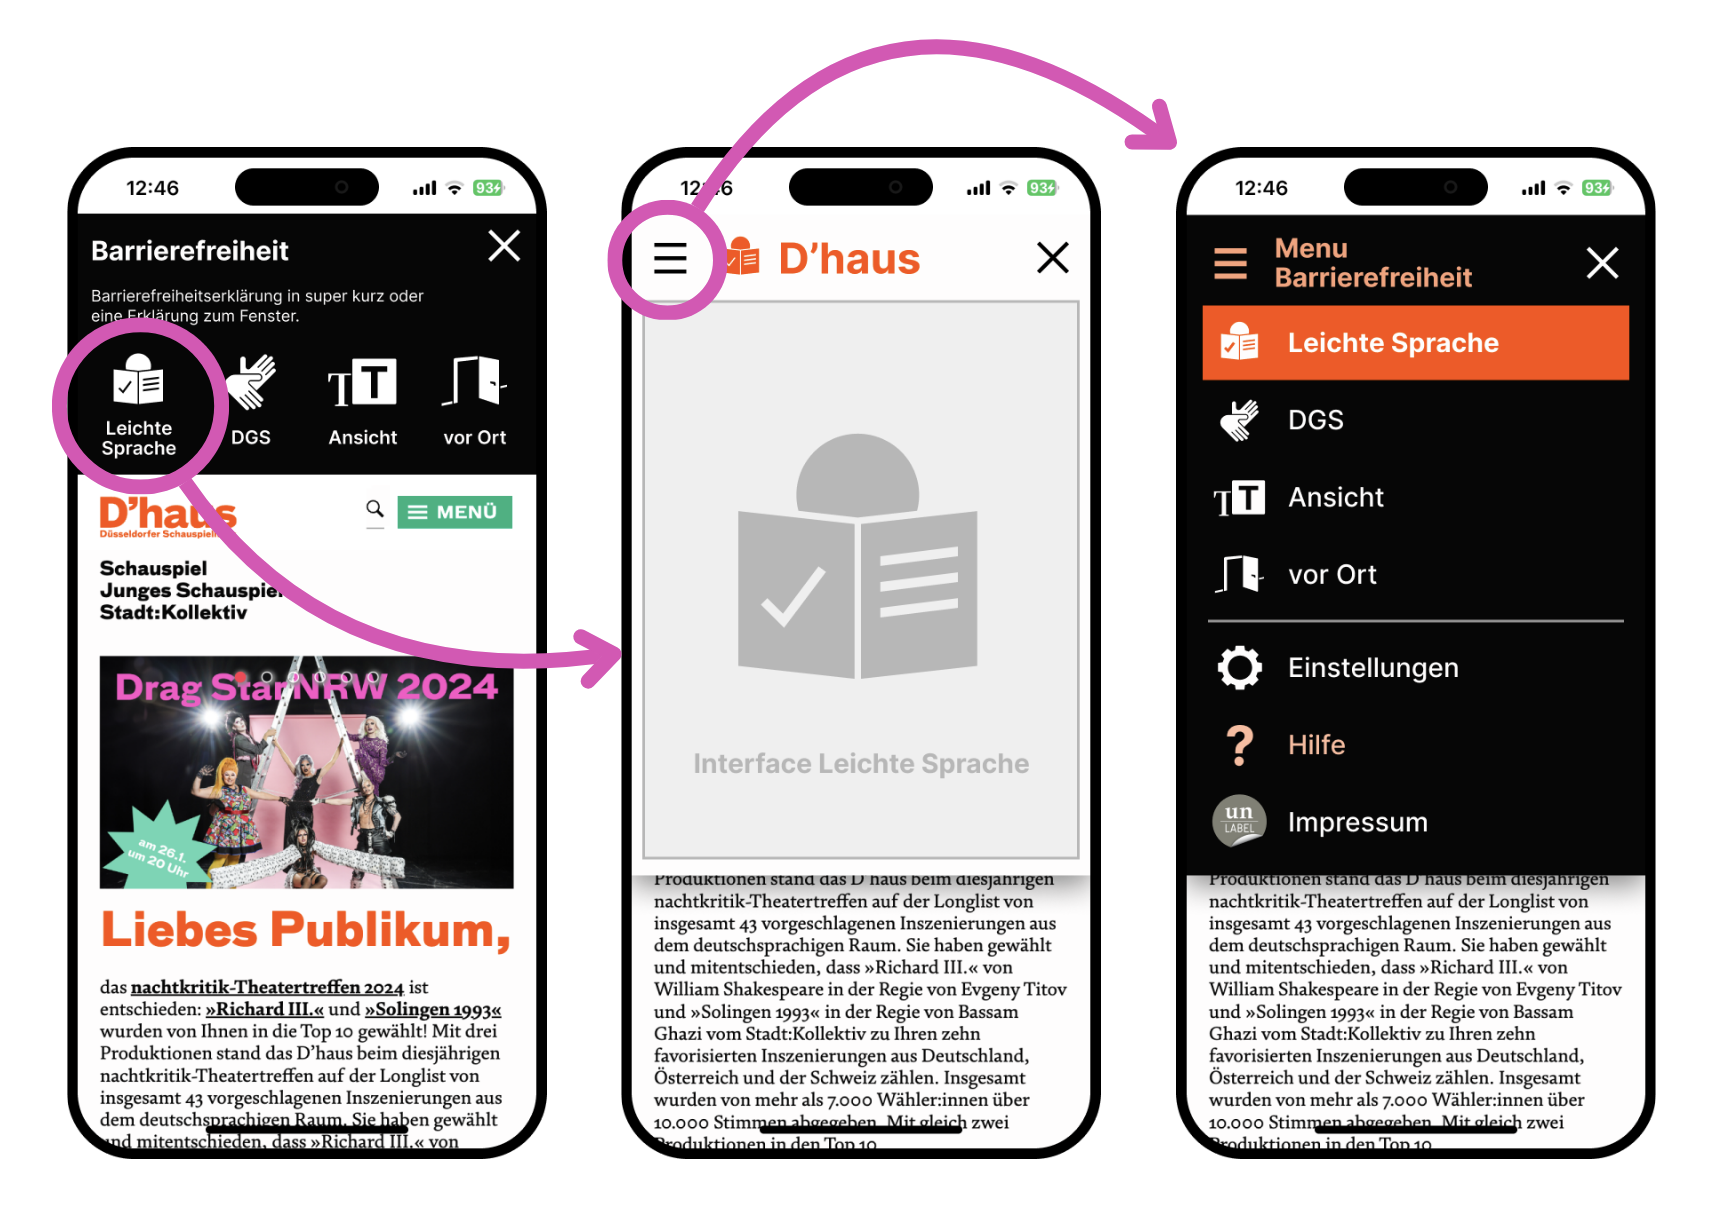 12:46
93
Barrierefreiheit
Barrierefreiheitserklärung in super kurz oder
eine Erklärung zum Fenster.
Leichte
Sprache
DGS
TT
Ansicht
vor Ort
D'haus
Düsseldorfer
MENÜ
Schauspiel
Junges Schauspiel
Stadt:Kollektiv
Drag StarNRW 2024
am 26.1.
um 20 Uhr
Liebes Publikum,
das nachtkritik-Theatertreffen 2024 ist
entschieden: »Richard III.« und »Solingen 1993«
wurden von Ihnen in die Top 10 gewählt! Mit drei
Produktionen stand das D'haus beim diesjährigen
nachtkritik-Theatertreffen auf der Longlist von
insgesamt 43 vorgeschlagenen Inszenierungen aus
dem deutschsprachigen Raum. Sie haben gewählt
und mitentschieden, dass »Richard III.« von
12:46
93
D'haus
Interface Leichte Sprache
Produktionen stand das D'haus beim diesjährigen
nachtkritik-Theatertreffen auf der Longlist von
insgesamt 43 vorgeschlagenen Inszenierungen aus
dem deutschsprachigen Raum. Sie haben gewählt
und mitentschieden, dass »Richard III.« von
William Shakespeare in der Regie von Evgeny Titov
und »Solingen 1993« in der Regie von Bassam
Ghazi vom Stadt:Kollektiv zu Ihren zehn
favorisierten Inszenierungen aus Deutschland,
Österreich und der Schweiz zählen. Insgesamt
wurden von mehr als 7.000 Wähler:innen über
10.000 Stimmen abgegeben. Mit gleich zwei
Produktionen in den Top 10
12:46
93
Menu
Barrierefreiheit
Leichte Sprache
DGS
TT
Ansicht
vor Ort
Einstellungen
?
Hilfe
un
LABEL
Impressum
Produktionen stand das D'haus beim diesjährigen
nachtkritik-Theatertreffen auf der Longlist von
insgesamt 43 vorgeschlagenen Inszenierungen aus
dem deutschsprachigen Raum. Sie haben gewählt
und mitentschieden, dass »Richard III.« von
William Shakespeare in der Regie von Evgeny Titov
und »Solingen 1993« in der Regie von Bassam
Ghazi vom Stadt:Kollektiv zu Ihren zehn
favorisierten Inszenierungen aus Deutschland,
Österreich und der Schweiz zählen. Insgesamt
wurden von mehr als 7.000 Wähler:innen über
10.000 Stimmen abgegeben. Mit gleich zwei
Produktionen in den Top 10